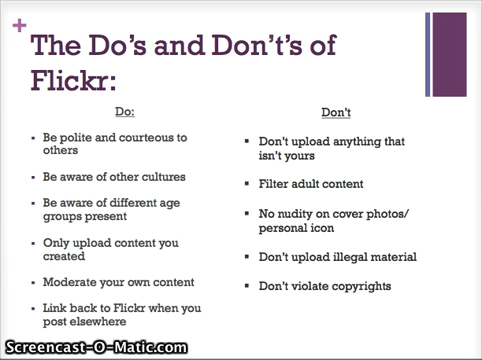 The Do's and Don't's of
Flickr:
Do:
Be polite and courteous to
others
Be aware of other cultures
Be aware of different age
groups present
Only upload content you
created
Moderate your own content
Link back to Flickr when you
post elsewhere
Don't
Don't upload anything that
isn't yours
Filter adult content
No nudity on cover photos/
personal icon
Don't upload illegal material
Don't violate copyrights
Screencast-O-Matic.com